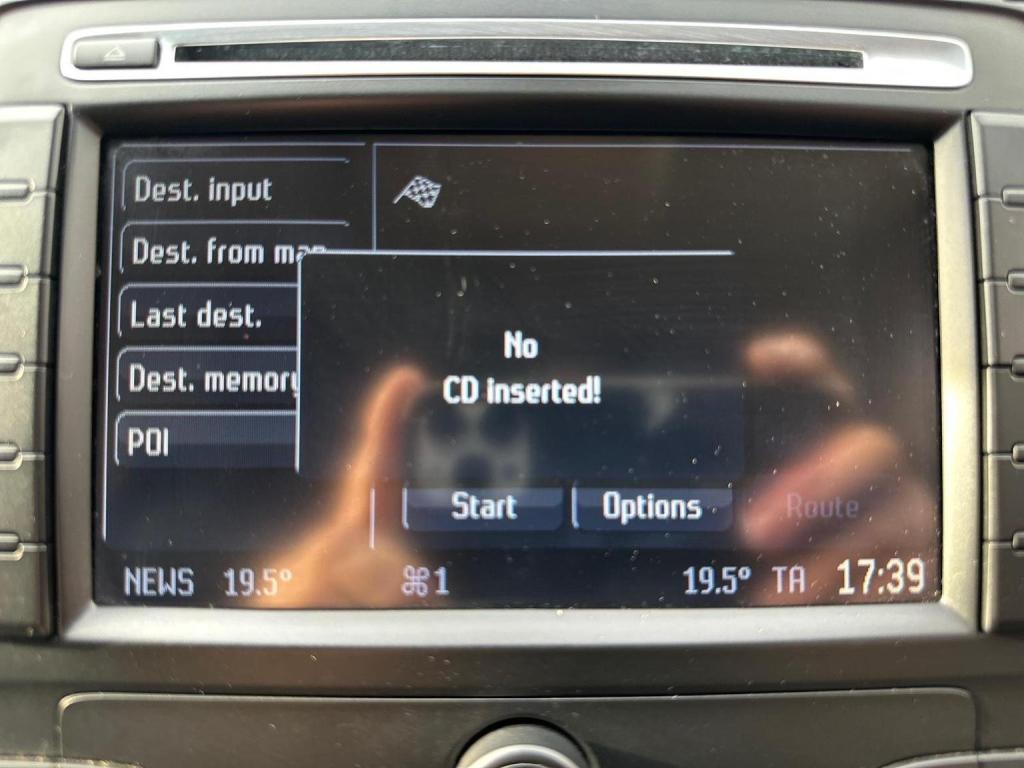 Dest. input
Dest. from map
Last dest.
Dest. memory
POI
No
CD inserted!
Start
Options
Route
NEWS 19.5° ⌘1 19.5° TA 17:39